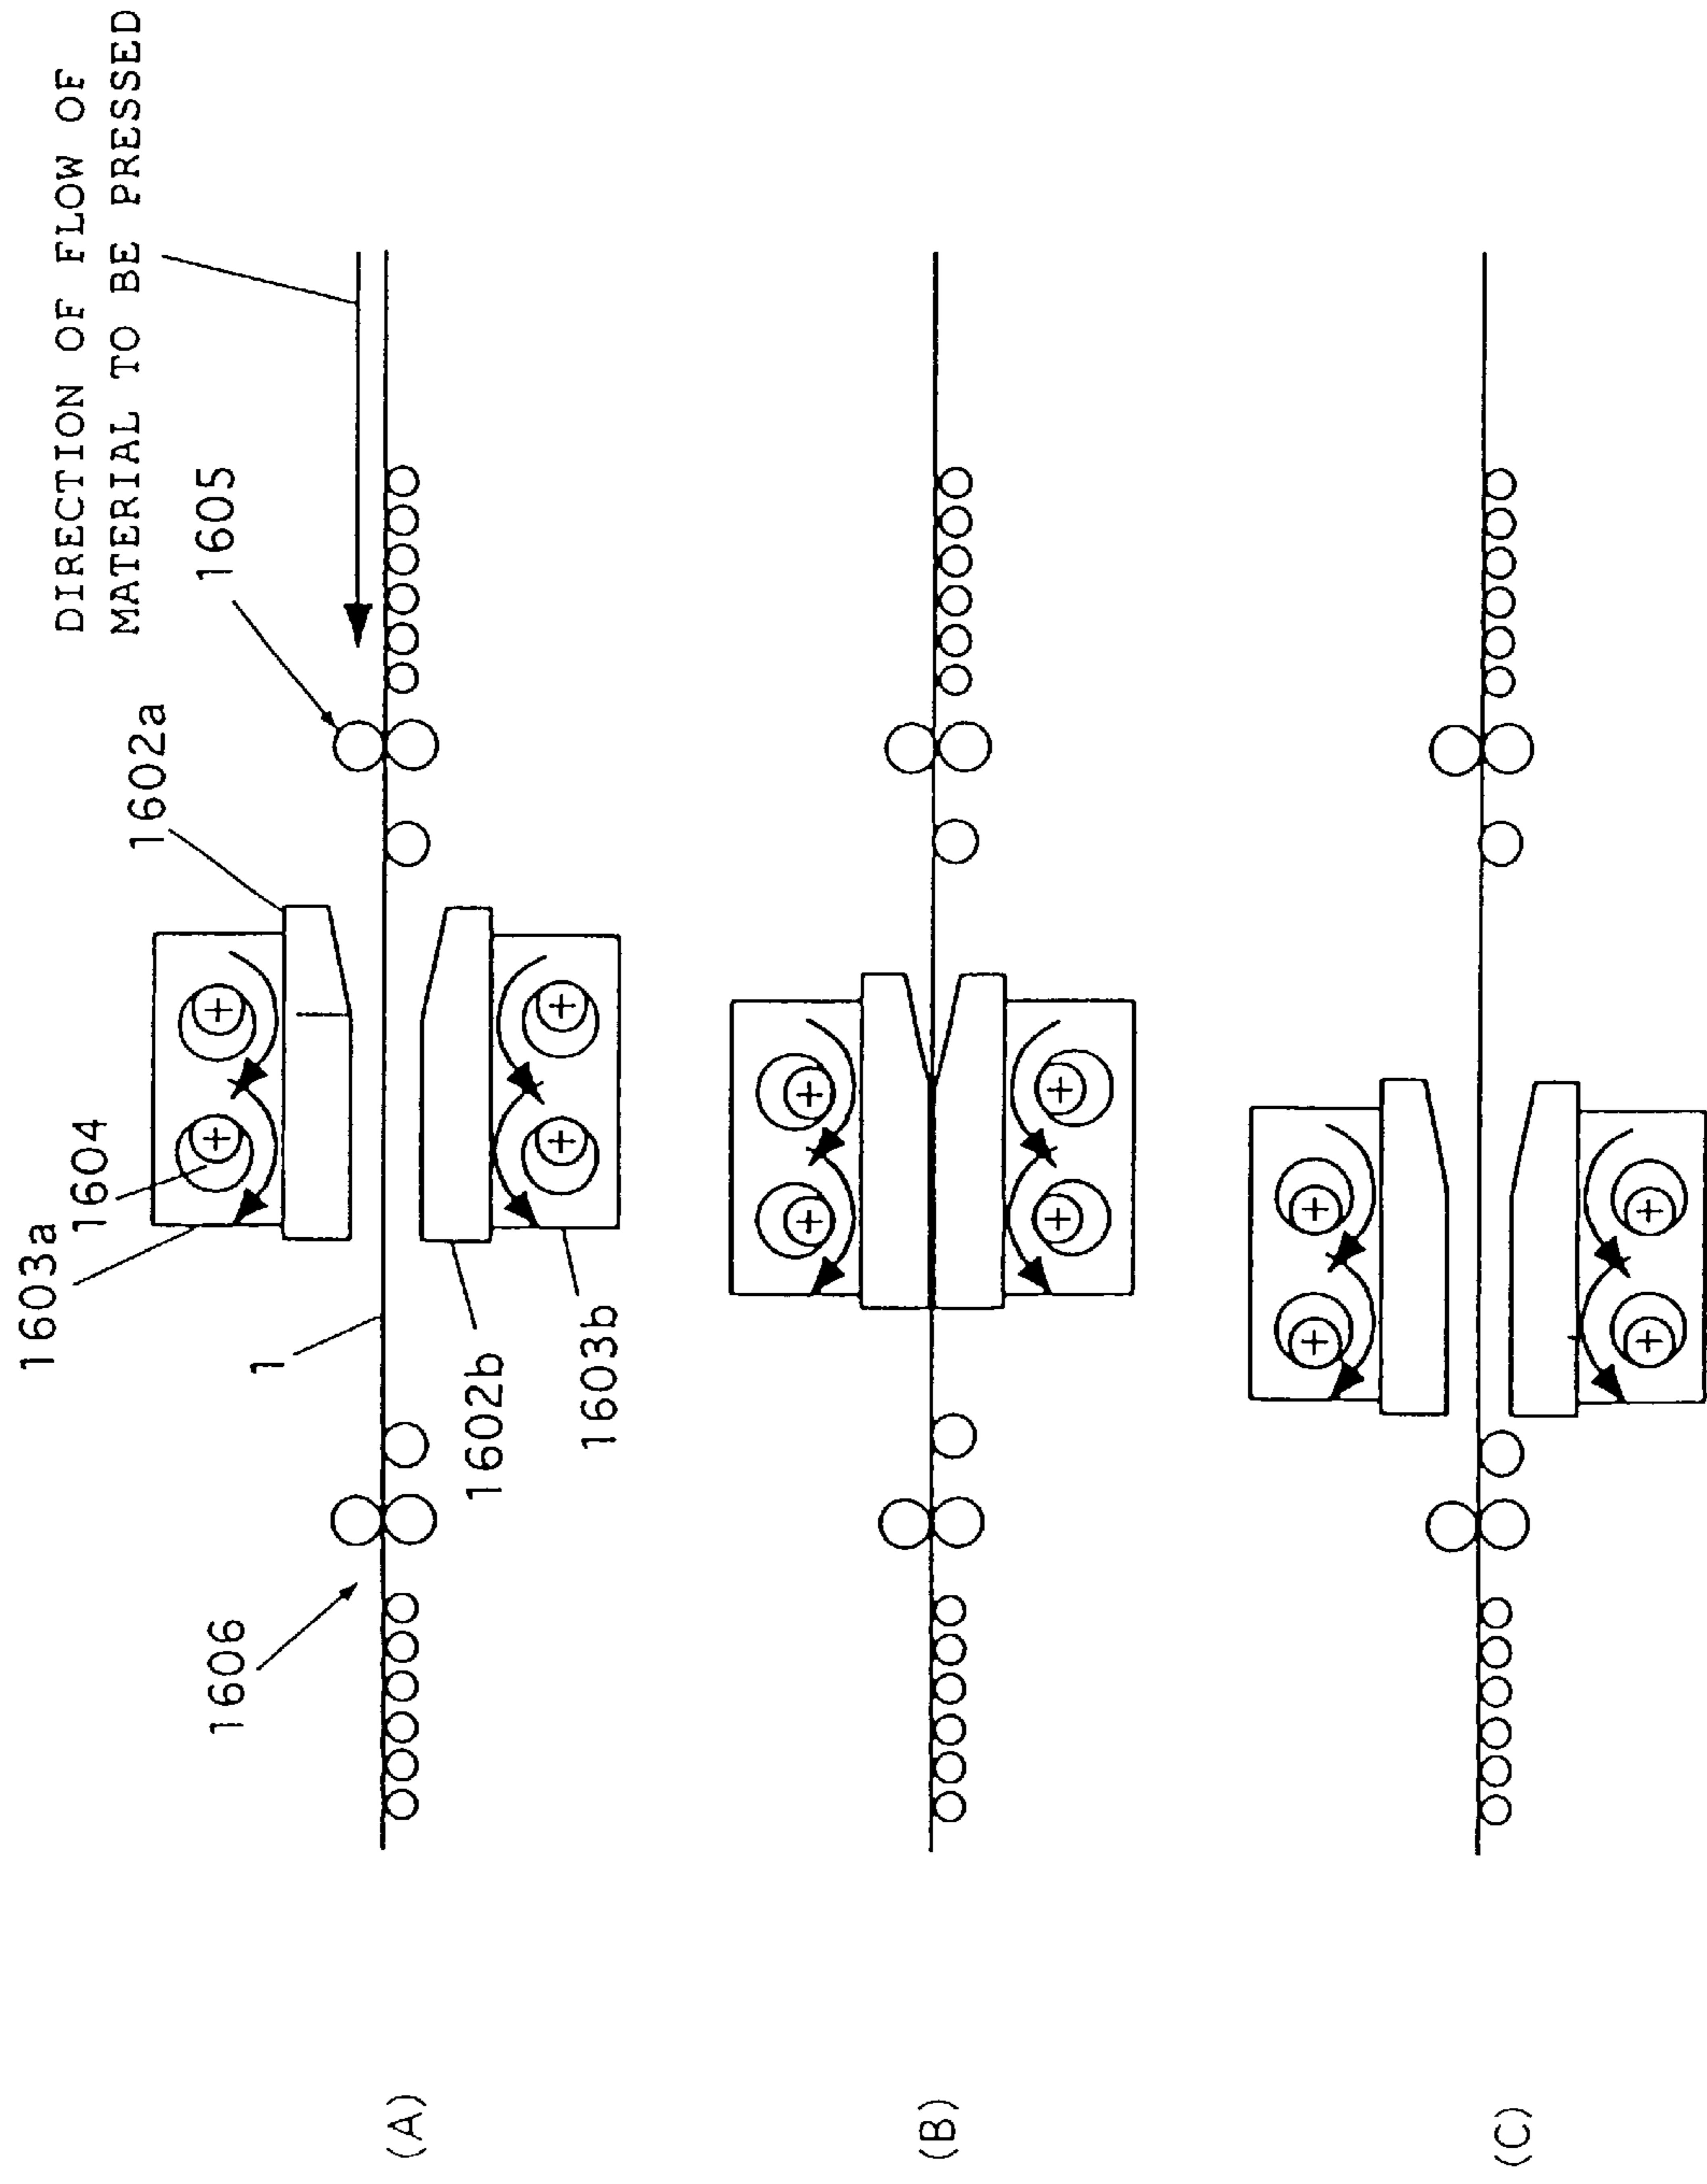 DIRECTION OF FLOW OF
MATERIAL TO BE PRESSED
1603a
1604
1602a
1605
1606
1
1602b
1603b
(A)
(B)
(C)